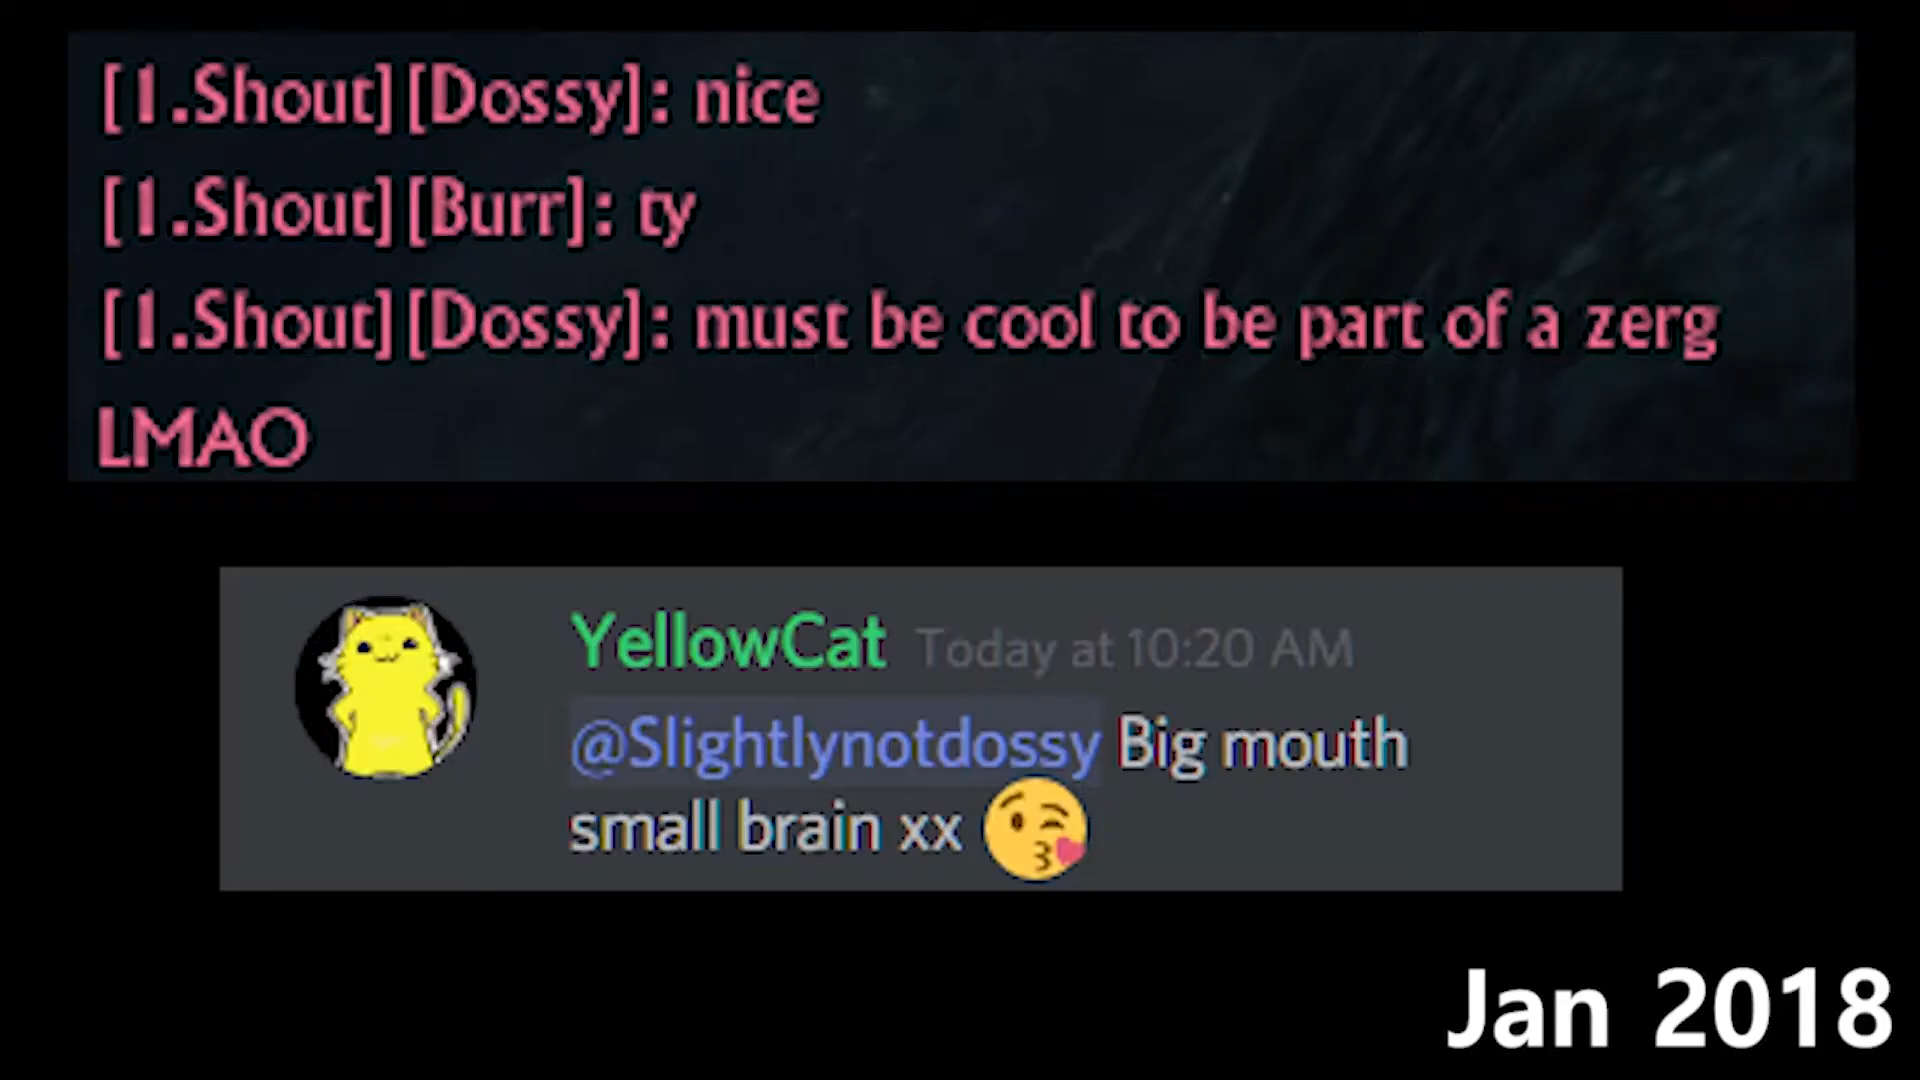 [1.Shout][Dossy]: nice
[1.Shout][Burr]: ty
[1.Shout][Dossy]: must be cool to be part of a zerg
LMAO
YellowCat Today at 10:20 AM
@Slightlynotdossy Big mouth
small brain xx 😘
Jan 2018